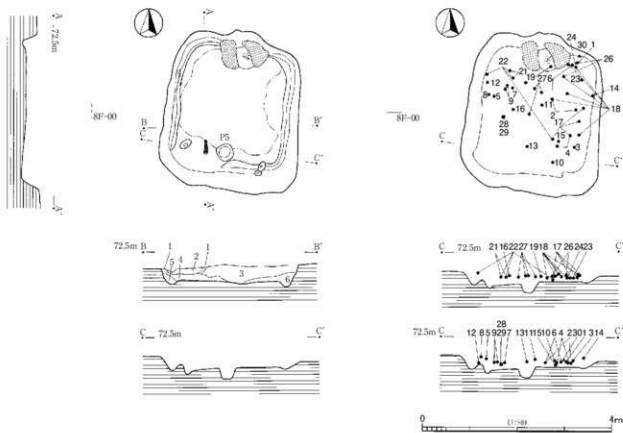 A
72.5m
8F-00
A'
A
B
B'
C
C'
P5
A'
24
30
1
26
22
21
19
27
6
23
12
8
5
9
11
14
2
18
16
17
28
29
15
13
4
3
10
8F-00
C
C'
72.5m
B
B'
1
2
1
5
4
3
6
C
72.5m
C'
C
72.5m
C'
21 16 22 27 19 18 17 26 24 23
28
72.5m
C
C'
12 8 5 9 29 7 13 11 15 10 6 4 2 30 1 3 14
0
(1:80)
4m